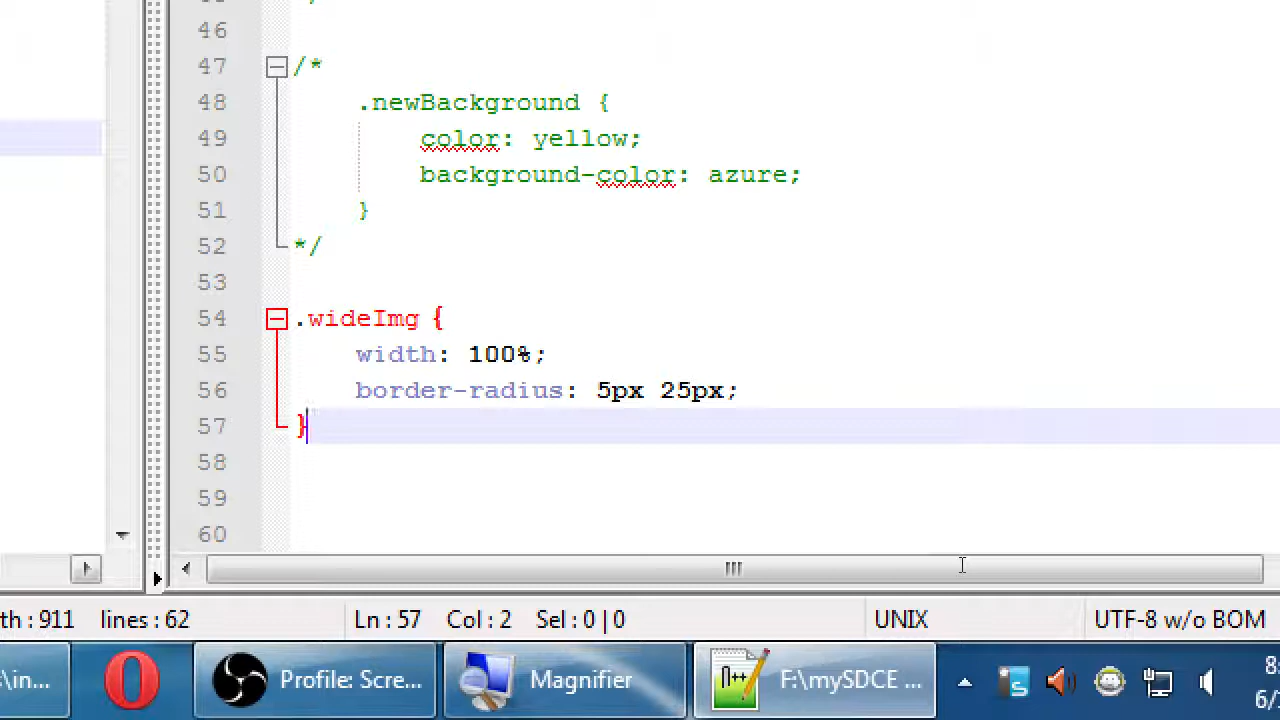 46
47 /*
48 .newBackground {
49 color: yellow;
50 background-color: azure;
51 }
52 */
53
54 .wideImg {
55 width: 100%;
56 border-radius: 5px 25px;
57 }
58
59
60
th : 911 lines : 62 Ln : 57 Col : 2 Sel : 0 | 0 UNIX UTF-8 w/o BOM
\in... Profile: Scre... Magnifier F:\mySDCE ... 8:
6/